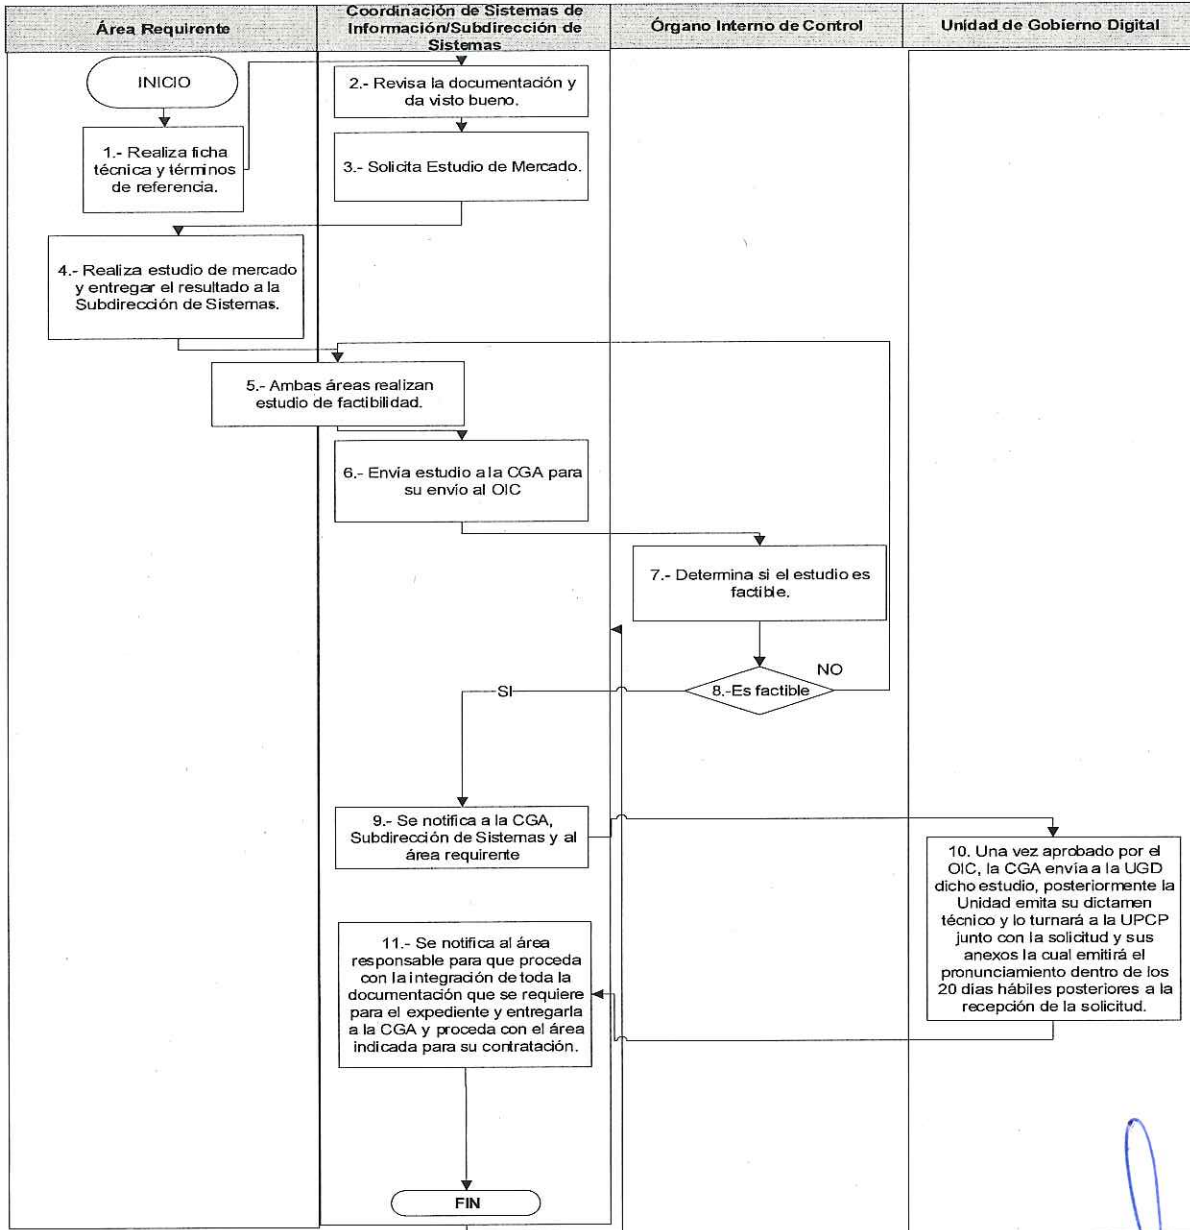 Área Requirente
Coordinación de Sistemas de
Información/Subdirección de
Sistemas
Órgano Interno de Control
Unidad de Gobierno Digital
INICIO
1.- Realiza ficha
técnica y términos
de referencia.
2.- Revisa la documentación y
da visto bueno.
3.- Solicita Estudio de Mercado.
4.- Realiza estudio de mercado
y entregar el resultado a la
Subdirección de Sistemas.
5.- Ambas áreas realizan
estudio de factibilidad.
6.- Envía estudio a la CGA para
su envío al OIC
7.- Determina si el estudio es
factible.
8.-Es factible
NO
SI
9.- Se notifica a la CGA,
Subdirección de Sistemas y al
área requirente
10. Una vez aprobado por el
OIC, la CGA envía a la UGD
dicho estudio, posteriormente la
Unidad emita su dictamen
técnico y lo turnará a la UPCP
junto con la solicitud y sus
anexos la cual emitirá el
pronunciamiento dentro de los
20 días hábiles posteriores a la
recepción de la solicitud.
11.- Se notifica al área
responsable para que proceda
con la integración de toda la
documentación que se requiere
para el expediente y entregarla
a la CGA y proceda con el área
indicada para su contratación.
FIN